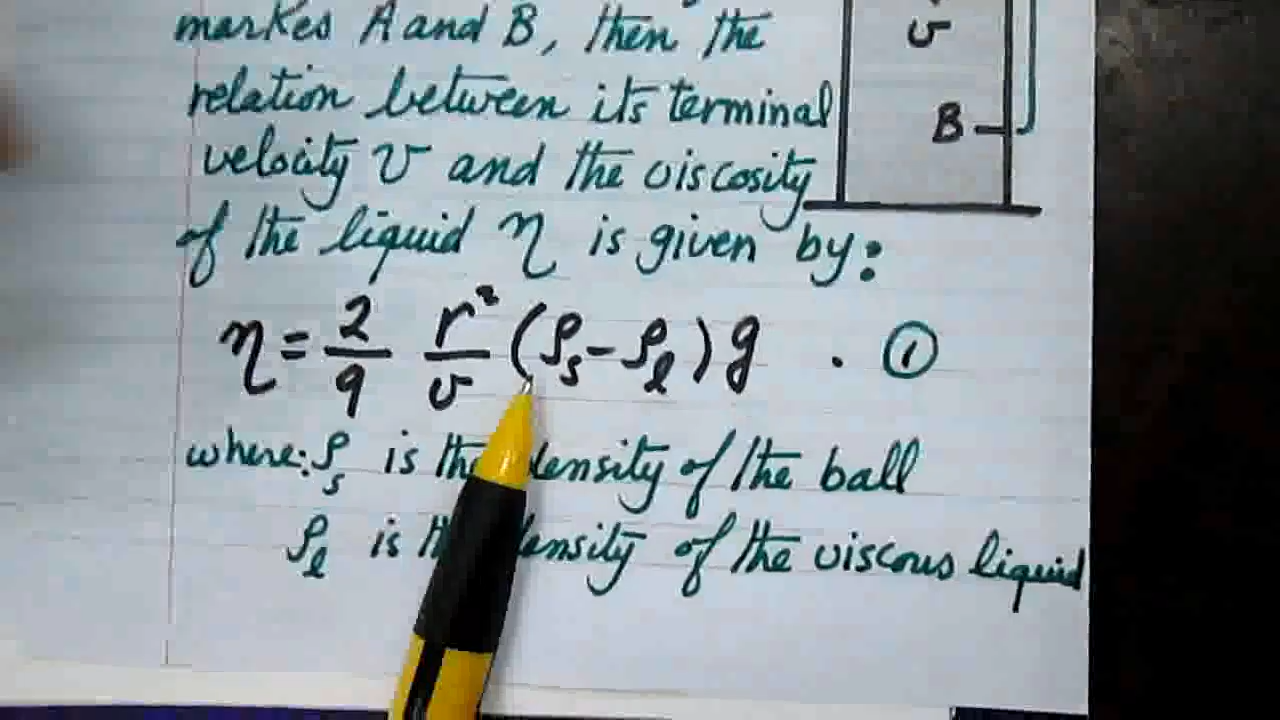 markes A and B, then the
relation between its terminal
velocity v and the viscosity
of the liquid η is given by:
η = 2/9 r²/v (ρs - ρl) g . ①
where: ρs is the density of the ball
ρl is the density of the viscous liquid
v
B